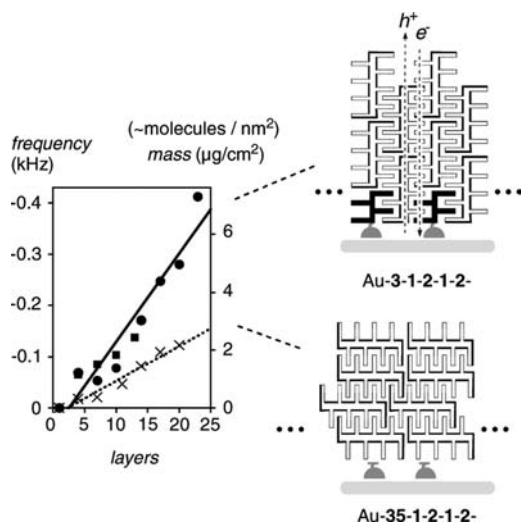 h⁺
e⁻
frequency
(kHz)
(~molecules / nm²)
mass (µg/cm²)
-0.4
-0.3
-0.2
-0.1
0
6
4
2
0
0 5 10 15 20 25
layers
•••
•••
Au-3-1-2-1-2-
•••
•••
Au-35-1-2-1-2-